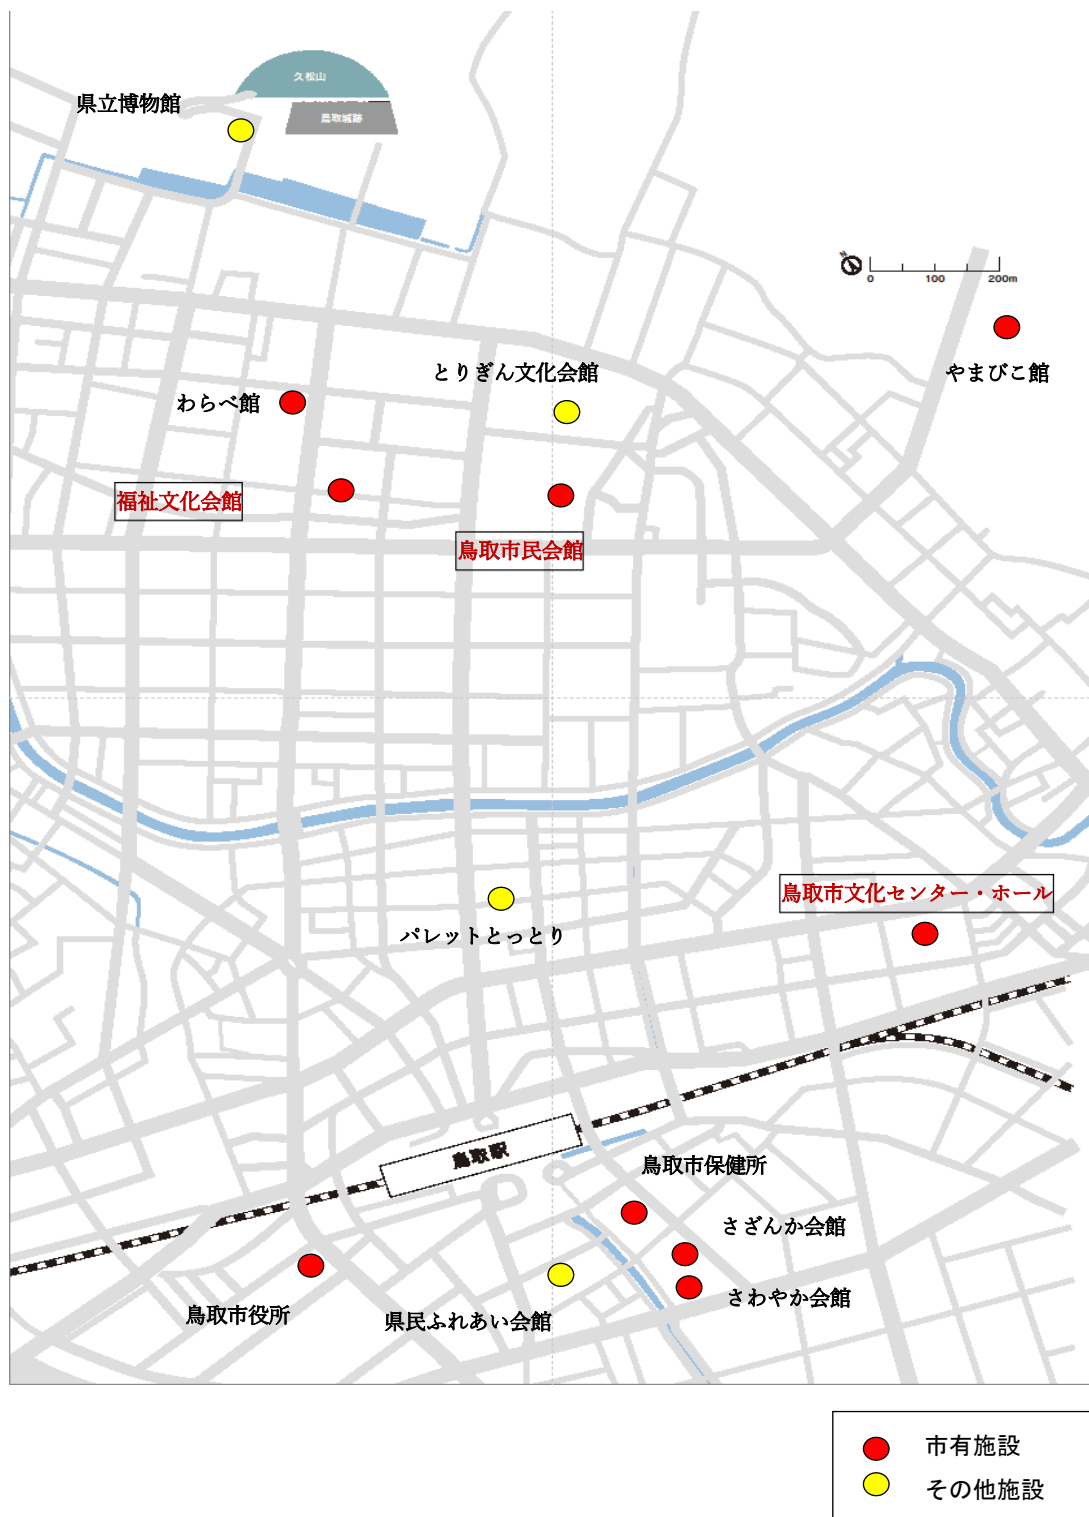 久松山
県立博物館
鳥取城跡
0 100 200m
とりぎん文化会館
やまびこ館
わらべ館
福祉文化会館
鳥取市民会館
鳥取市文化センター・ホール
パレットとっとり
鳥取駅
鳥取市保健所
さざんか会館
さわやか会館
鳥取市役所
県民ふれあい会館
市有施設
その他施設